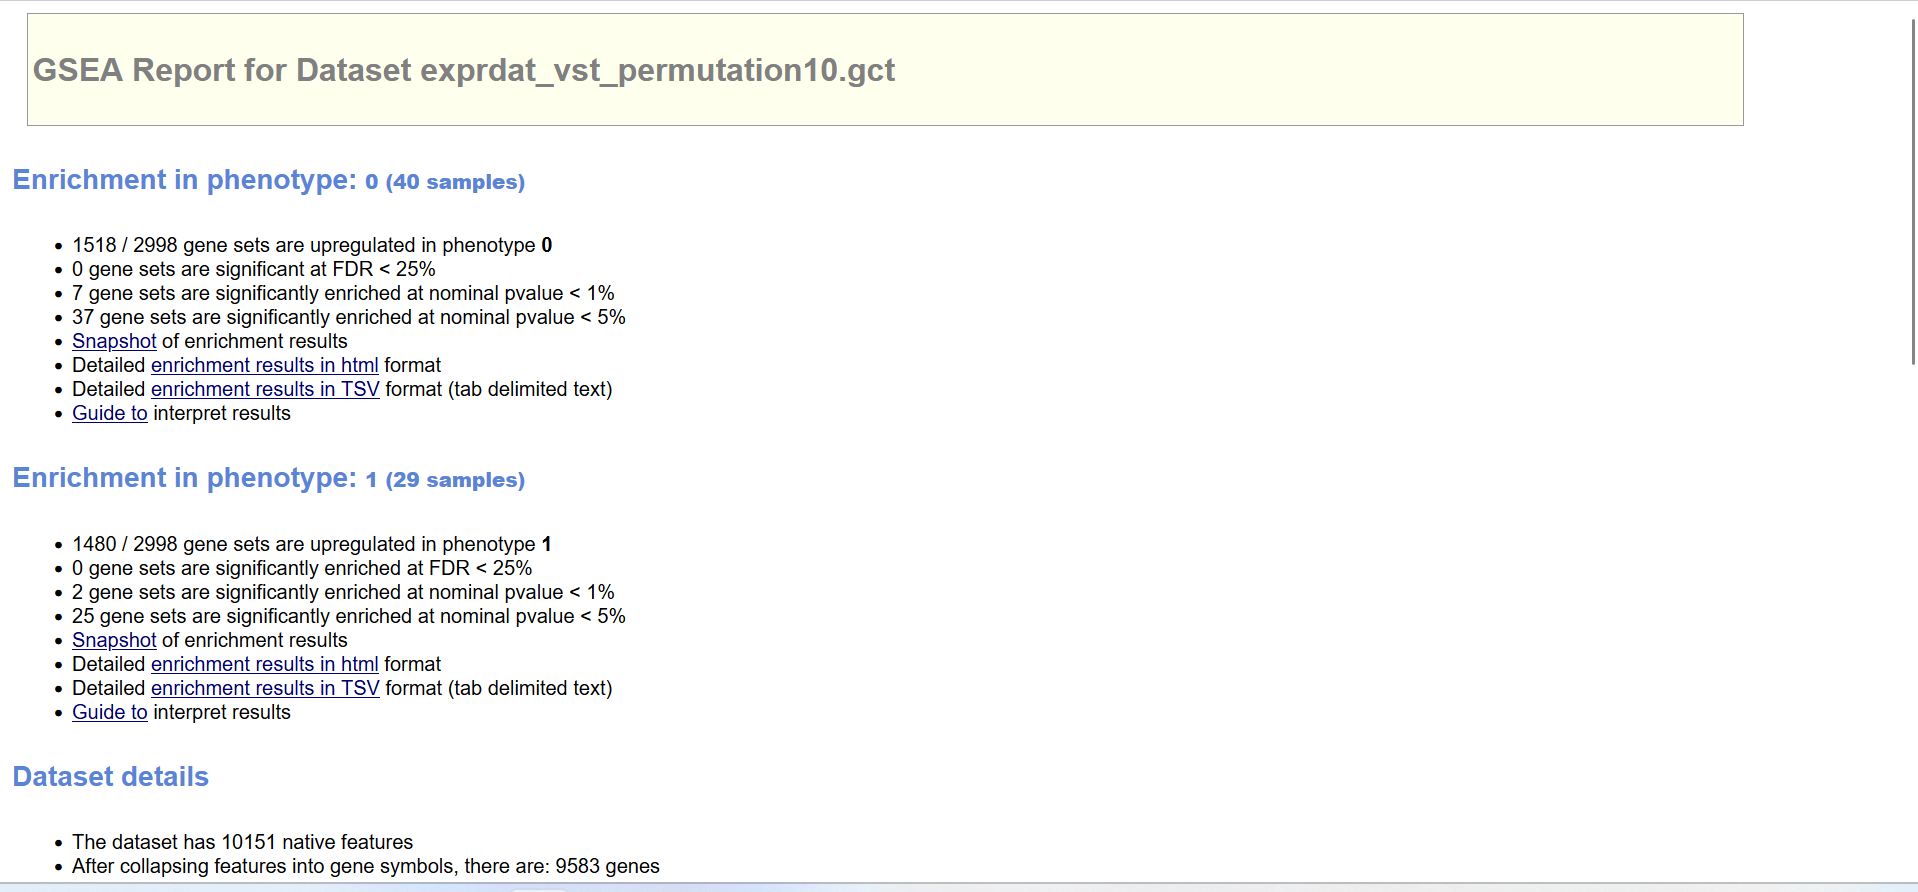 GSEA Report for Dataset exprdat_vst_permutation10.gct
Enrichment in phenotype: 0 (40 samples)
• 1518 / 2998 gene sets are upregulated in phenotype 0
• 0 gene sets are significant at FDR < 25%
• 7 gene sets are significantly enriched at nominal pvalue < 1%
• 37 gene sets are significantly enriched at nominal pvalue < 5%
• Snapshot of enrichment results
• Detailed enrichment results in html format
• Detailed enrichment results in TSV format (tab delimited text)
• Guide to interpret results
Enrichment in phenotype: 1 (29 samples)
• 1480 / 2998 gene sets are upregulated in phenotype 1
• 0 gene sets are significantly enriched at FDR < 25%
• 2 gene sets are significantly enriched at nominal pvalue < 1%
• 25 gene sets are significantly enriched at nominal pvalue < 5%
• Snapshot of enrichment results
• Detailed enrichment results in html format
• Detailed enrichment results in TSV format (tab delimited text)
• Guide to interpret results
Dataset details
• The dataset has 10151 native features
• After collapsing features into gene symbols, there are: 9583 genes